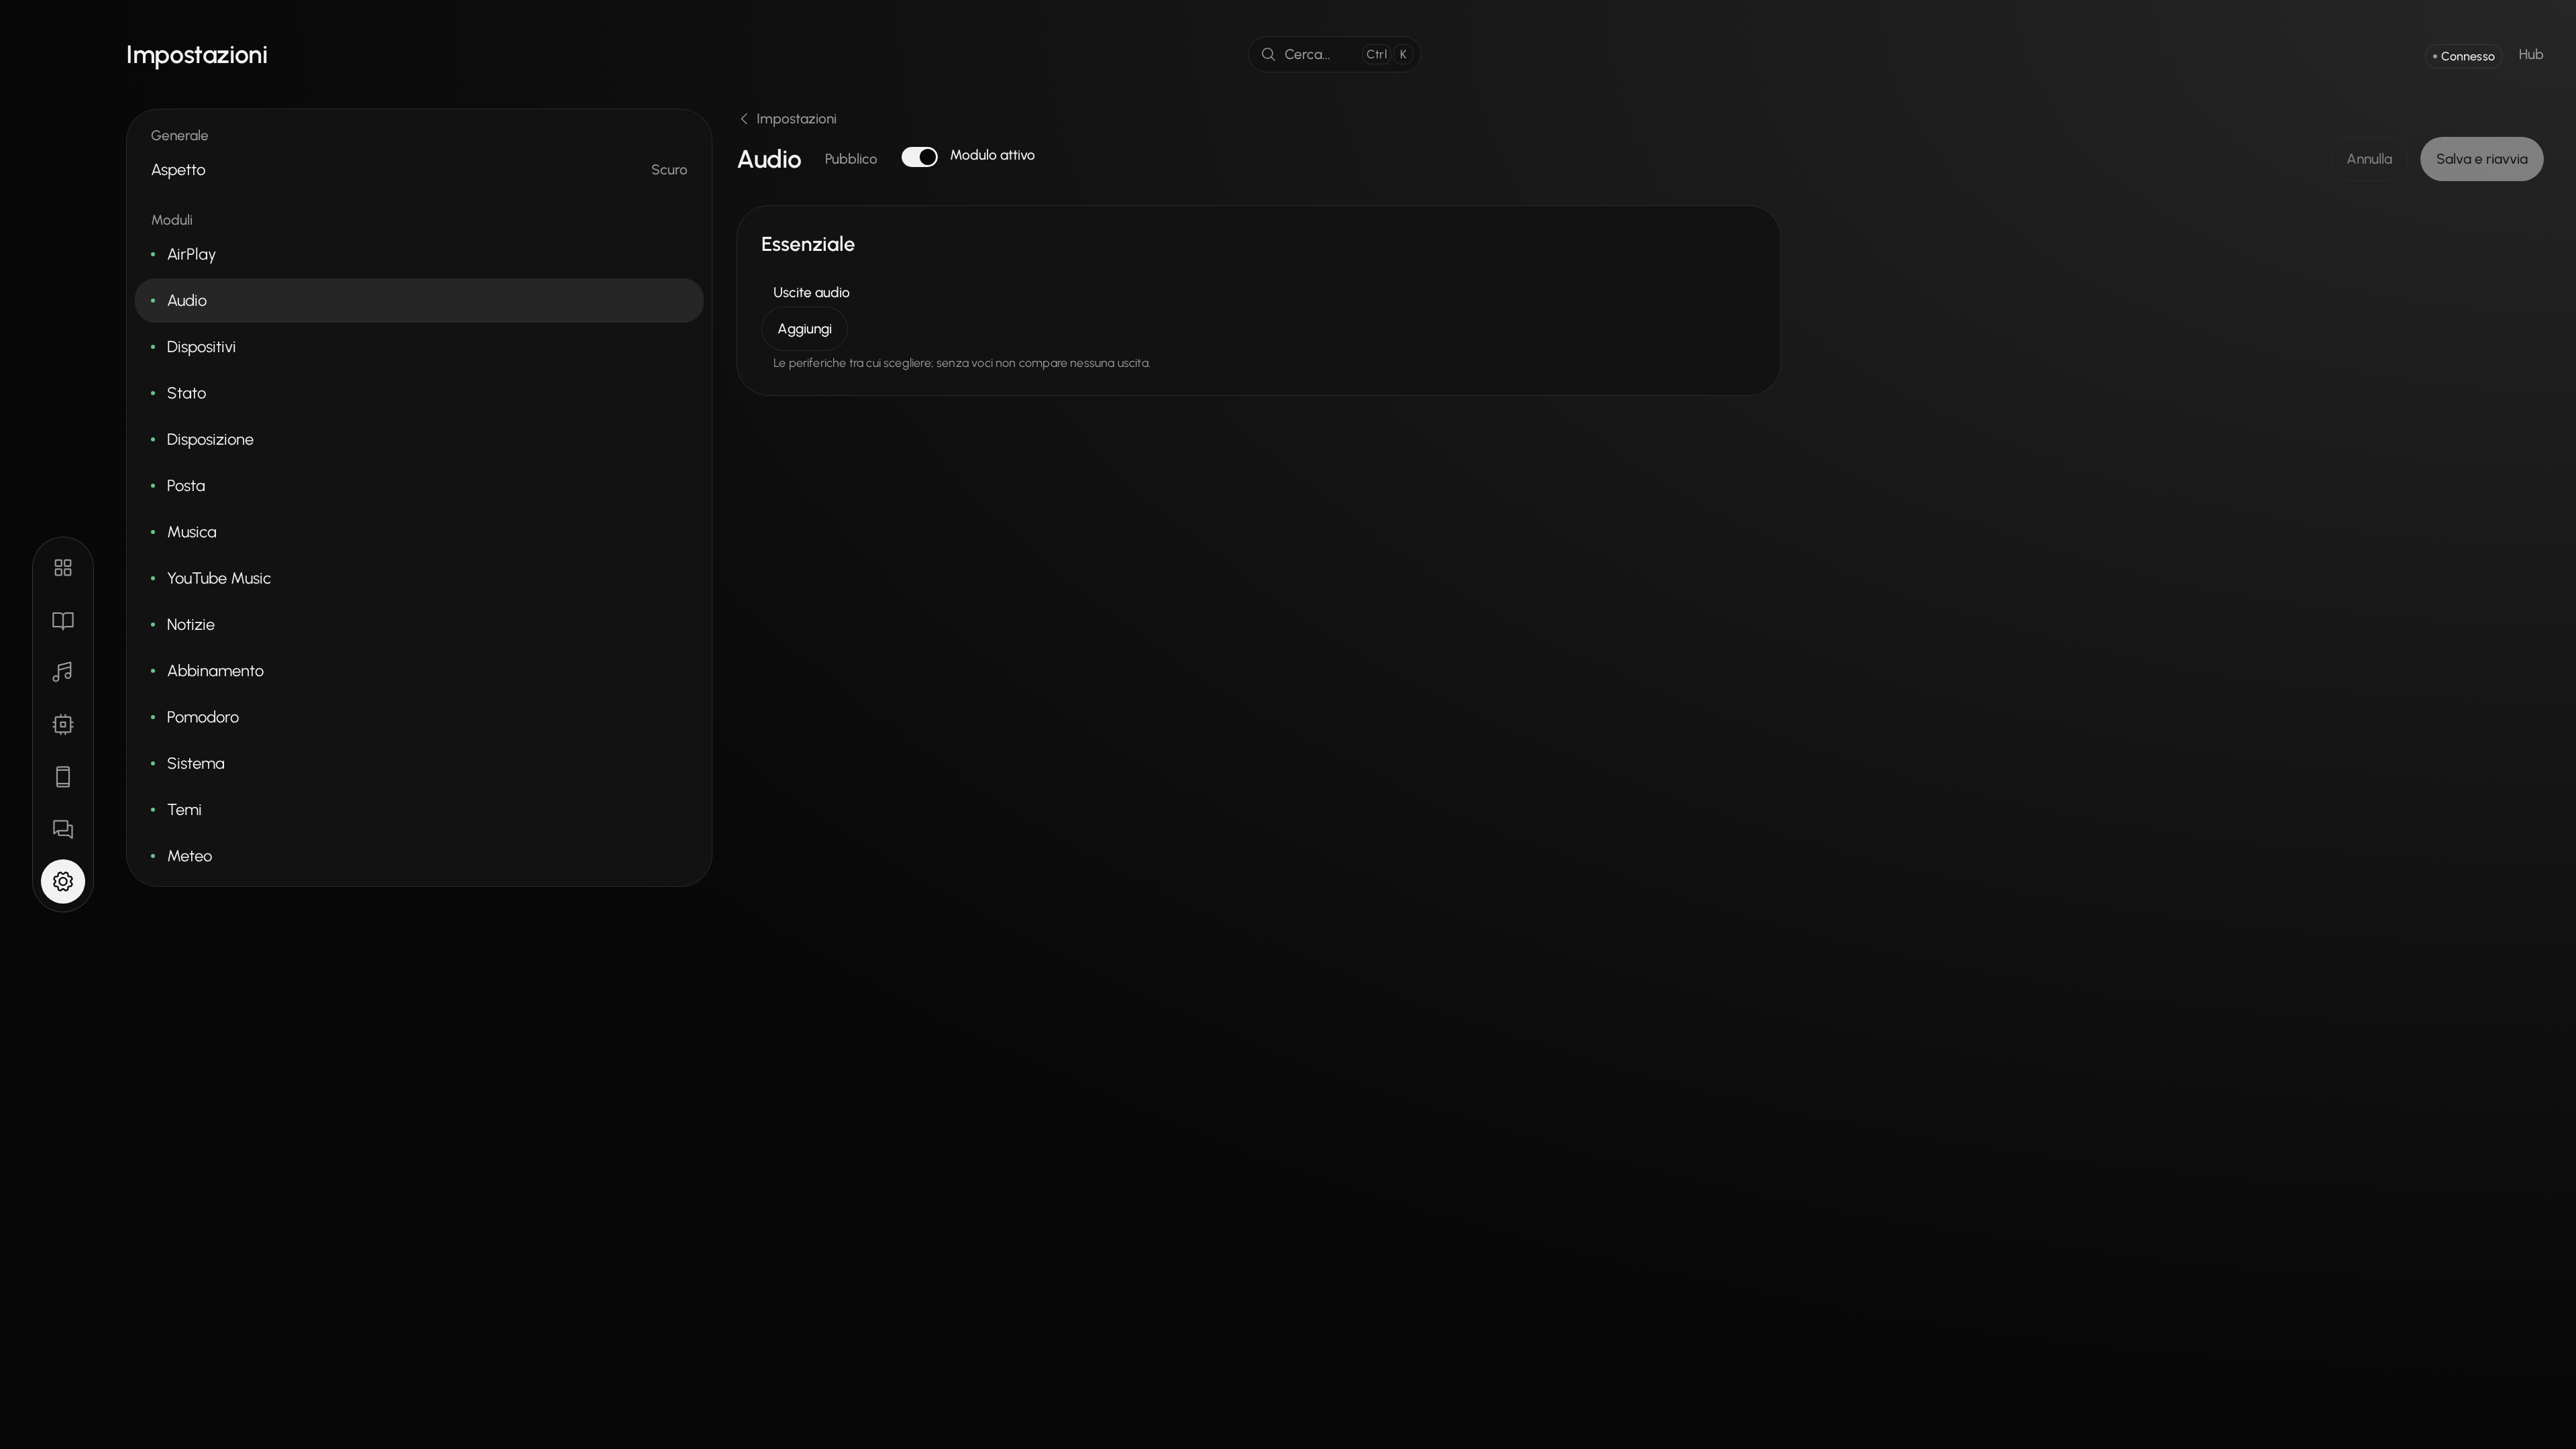 Impostazioni
Cerca...
Ctrl K
Connesso
Hub
Generale
Aspetto
Scuro
Moduli
AirPlay
Audio
Dispositivi
Stato
Disposizione
Posta
Musica
YouTube Music
Notizie
Abbinamento
Pomodoro
Sistema
Temi
Meteo
Impostazioni
Audio
Pubblico
Modulo attivo
Annulla
Salva e riavvia
Essenziale
Uscite audio
Aggiungi
Le periferiche tra cui scegliere; senza voci non compare nessuna uscita.